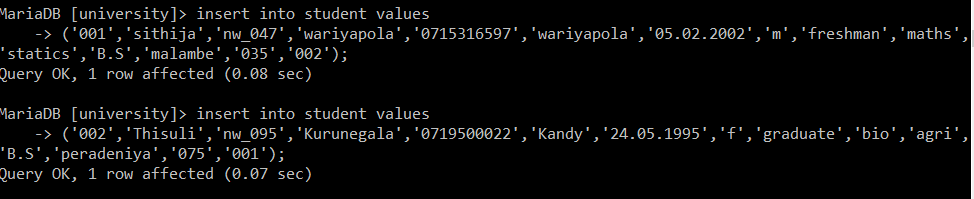 MariaDB [university]> insert into student values
    -> ('001','sithija','nw_047','wariyapola','0715316597','wariyapola','05.02.2002','m','freshman','maths',
'statics','B.S','malambe','035','002');
Query OK, 1 row affected (0.08 sec)

MariaDB [university]> insert into student values
    -> ('002','Thisuli','nw_095','Kurunegala','0719500022','Kandy','24.05.1995','f','graduate','bio','agri',
'B.S','peradeniya','075','001');
Query OK, 1 row affected (0.07 sec)